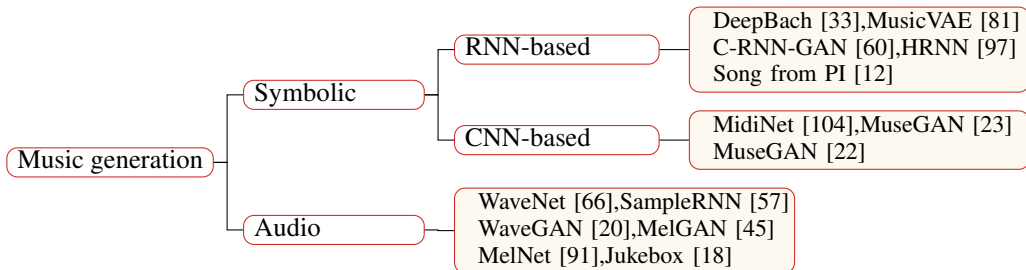 DeepBach [33],MusicVAE [81]
RNN-based
C-RNN-GAN [60],HRNN [97]
Song from PI [12]
Symbolic
CNN-based
MidiNet [104],MuseGAN [23]
MuseGAN [22]
Music generation
WaveNet [66],SampleRNN [57]
Audio
WaveGAN [20],MelGAN [45]
MelNet [91],Jukebox [18]